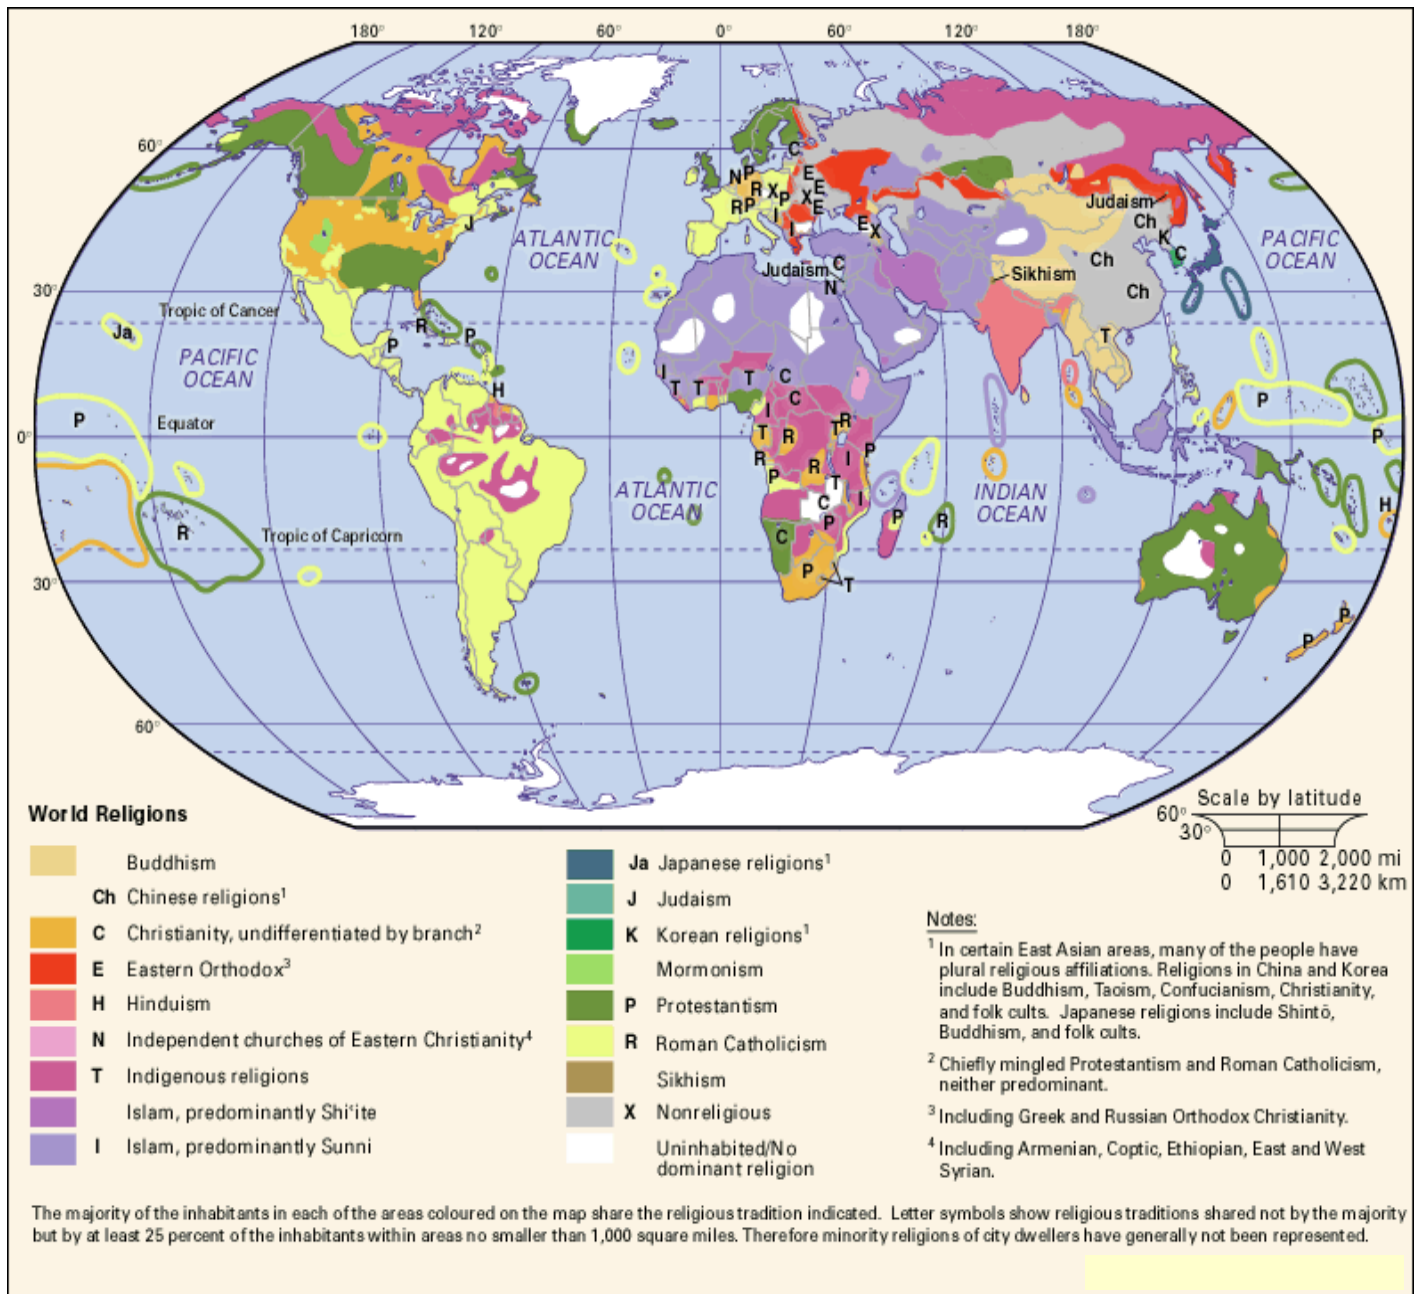 180° 120° 60° 0° 60° 120° 180°
60°
30°
0°
30°
60°
ATLANTIC
OCEAN
PACIFIC
OCEAN
Tropic of Cancer
PACIFIC
OCEAN
Equator
ATLANTIC
OCEAN
INDIAN
OCEAN
Tropic of Capricorn
Judaism
Judaism
Sikhism
Ja
P
R
J
R
P
P
H
N
P
R
X
P
R
P
I
I
C
E
E
X
E
E
X
C
N
Ch
K
C
Ch
Ch
T
I
T
T
T
C
C
I
T
R
T
R
R
P
R
I
P
T
C
I
P
C
P
T
P
R
P
P
H
P
P
World Religions
Buddhism
Ch Chinese religions¹
C Christianity, undifferentiated by branch²
E Eastern Orthodox³
H Hinduism
N Independent churches of Eastern Christianity⁴
T Indigenous religions
Islam, predominantly Shiʿite
I Islam, predominantly Sunni
Ja Japanese religions¹
J Judaism
K Korean religions¹
Mormonism
P Protestantism
R Roman Catholicism
Sikhism
X Nonreligious
Uninhabited/No
dominant religion
Scale by latitude
60°
30°
0 1,000 2,000 mi
0 1,610 3,220 km
Notes:
¹ In certain East Asian areas, many of the people have
plural religious affiliations. Religions in China and Korea
include Buddhism, Taoism, Confucianism, Christianity,
and folk cults. Japanese religions include Shintō,
Buddhism, and folk cults.
² Chiefly mingled Protestantism and Roman Catholicism,
neither predominant.
³ Including Greek and Russian Orthodox Christianity.
⁴ Including Armenian, Coptic, Ethiopian, East and West
Syrian.
The majority of the inhabitants in each of the areas coloured on the map share the religious tradition indicated. Letter symbols show religious traditions shared not by the majority
but by at least 25 percent of the inhabitants within areas no smaller than 1,000 square miles. Therefore minority religions of city dwellers have generally not been represented.